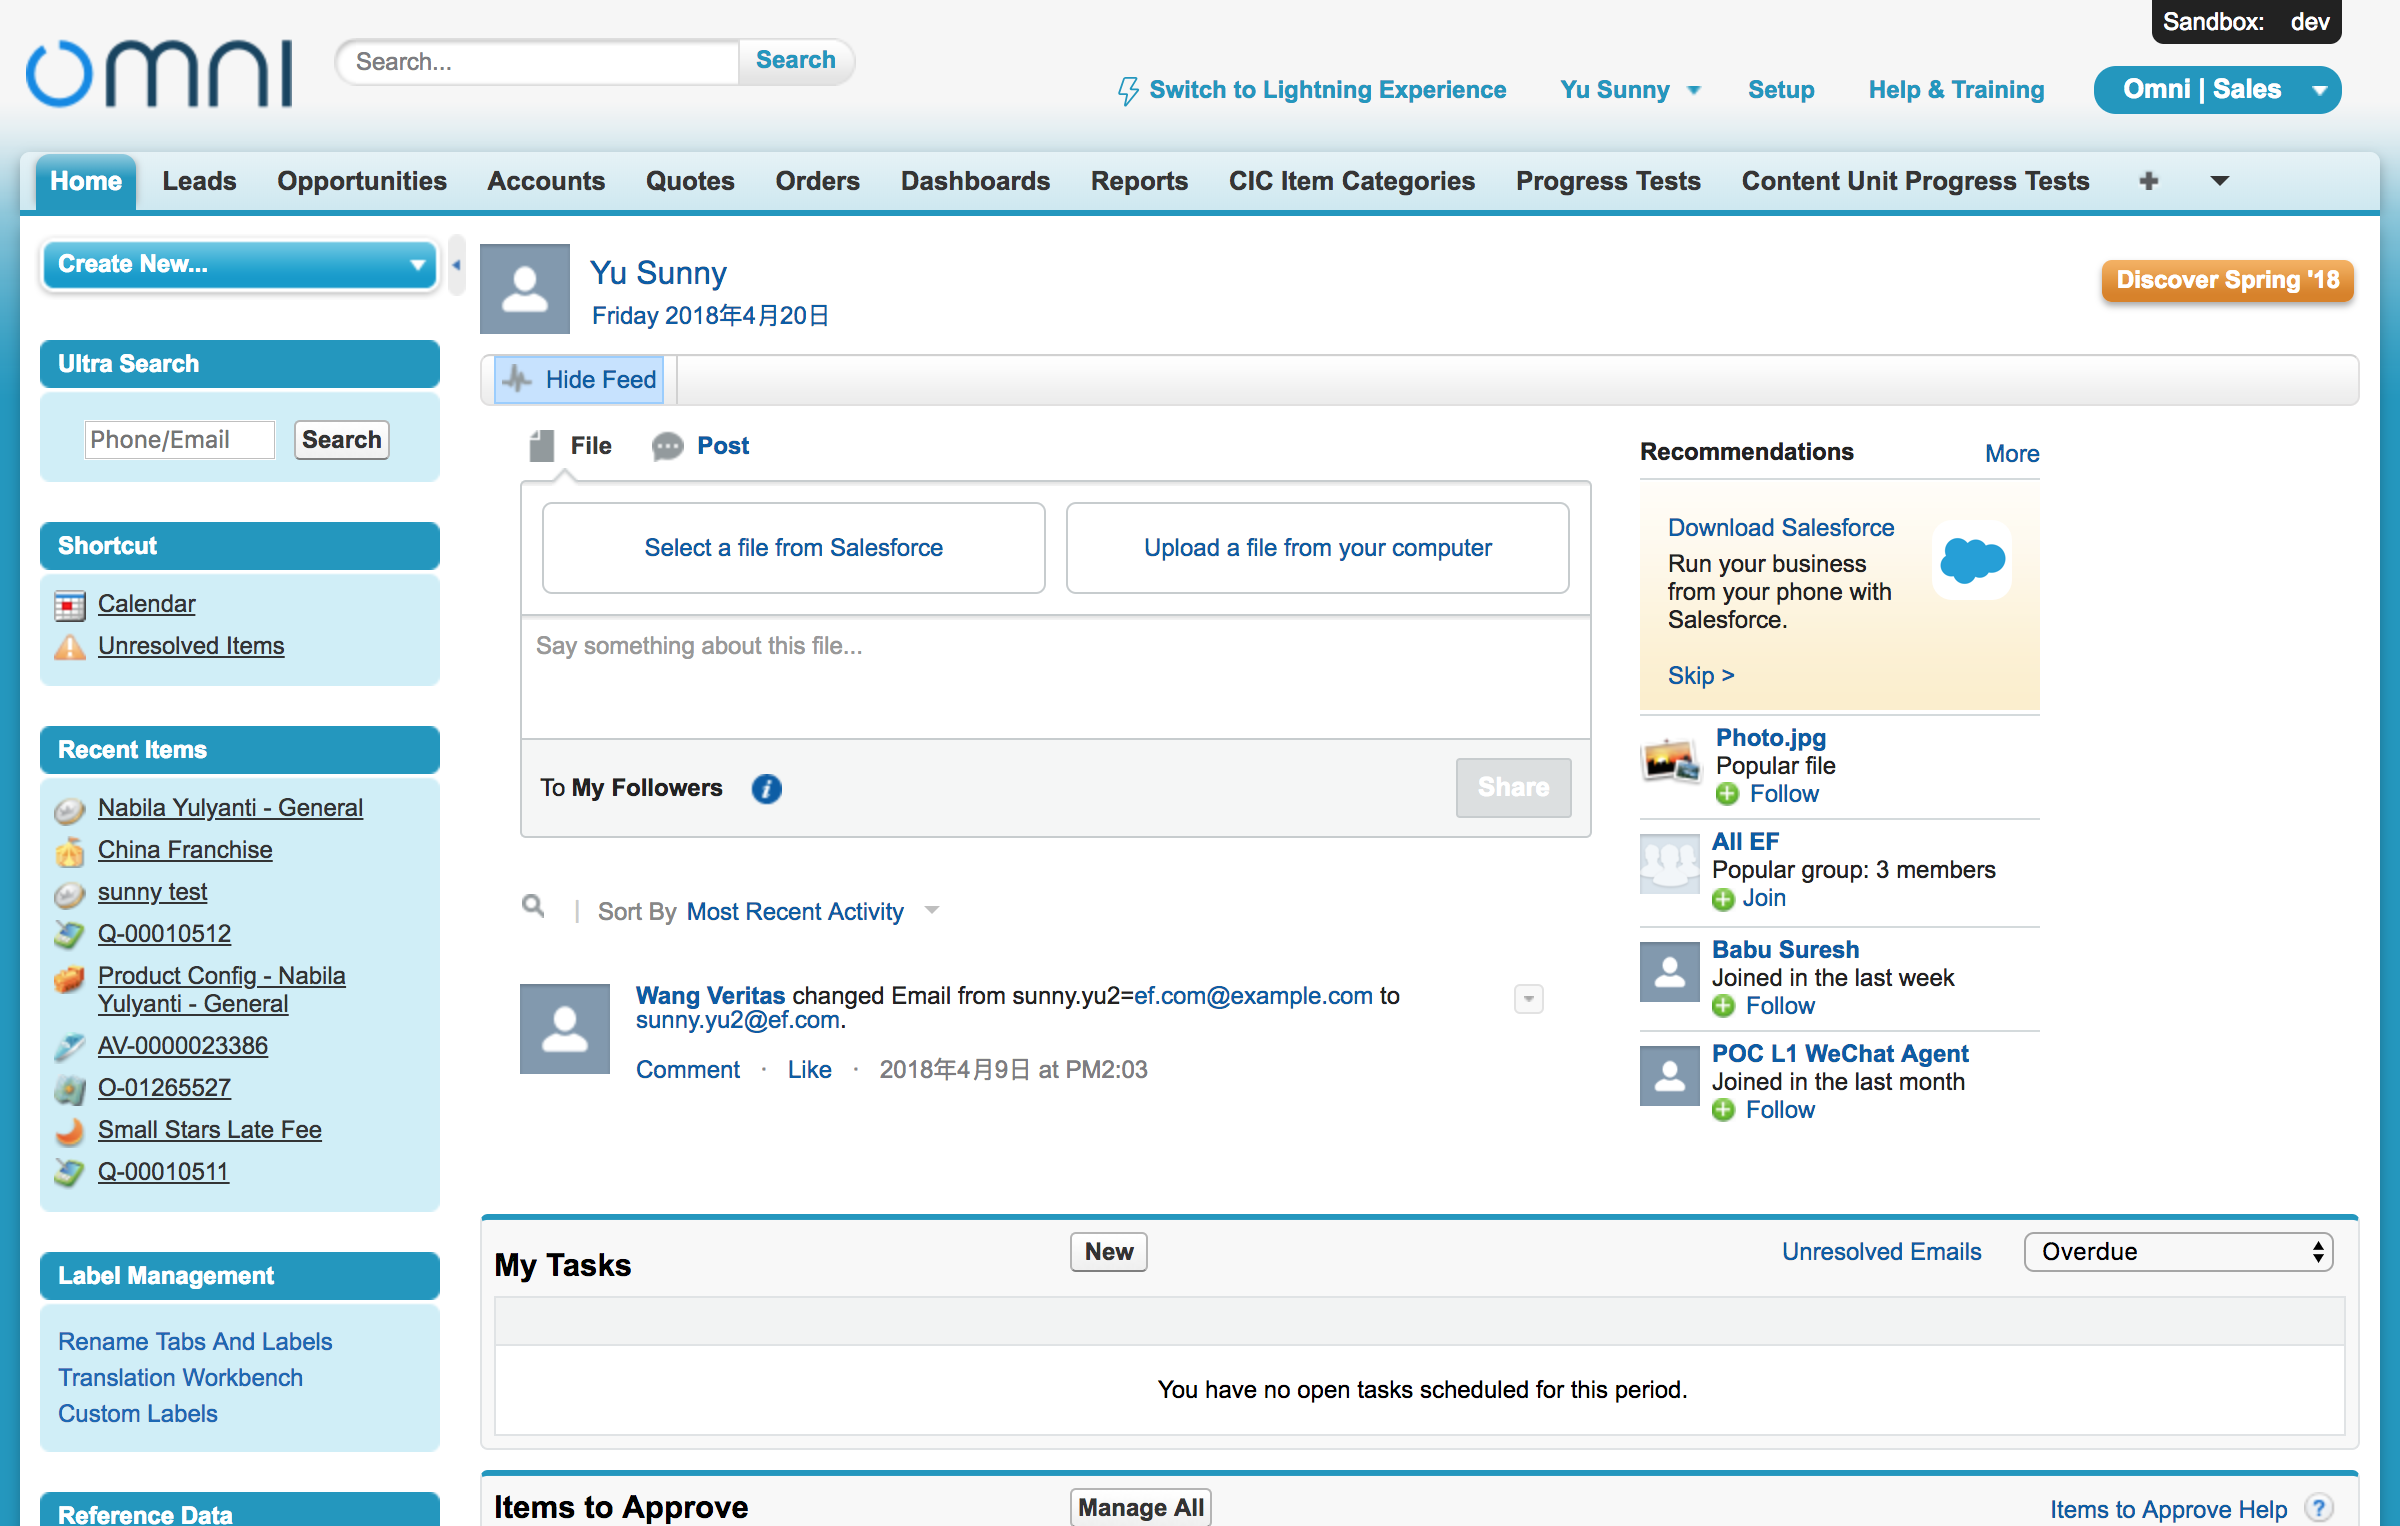 Sandbox: dev
omni
Search...
Search
Switch to Lightning Experience
Yu Sunny
Setup
Help & Training
Omni | Sales
Home
Leads
Opportunities
Accounts
Quotes
Orders
Dashboards
Reports
CIC Item Categories
Progress Tests
Content Unit Progress Tests
Create New...
Ultra Search
Phone/Email
Search
Shortcut
Calendar
Unresolved Items
Recent Items
Nabila Yulyanti - General
China Franchise
sunny test
Q-00010512
Product Config - Nabila
Yulyanti - General
AV-0000023386
O-01265527
Small Stars Late Fee
Q-00010511
Label Management
Rename Tabs And Labels
Translation Workbench
Custom Labels
Reference Data
Yu Sunny
Friday 2018年4月20日
Discover Spring '18
Hide Feed
File
Post
Select a file from Salesforce
Upload a file from your computer
Say something about this file...
To My Followers
Share
| Sort By Most Recent Activity
Wang Veritas changed Email from sunny.yu2=ef.com@example.com to
sunny.yu2@ef.com.
Comment · Like · 2018年4月9日 at PM2:03
Recommendations
More
Download Salesforce
Run your business
from your phone with
Salesforce.
Skip >
Photo.jpg
Popular file
Follow
All EF
Popular group: 3 members
Join
Babu Suresh
Joined in the last week
Follow
POC L1 WeChat Agent
Joined in the last month
Follow
My Tasks
New
Unresolved Emails
Overdue
You have no open tasks scheduled for this period.
Items to Approve
Manage All
Items to Approve Help ?